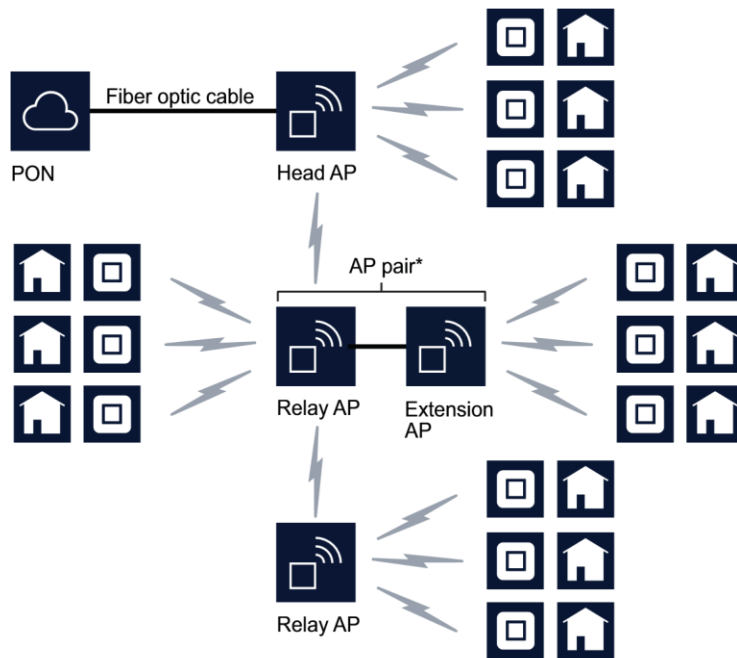 Fiber optic cable
PON
Head AP
AP pair*
Relay AP
Extension
AP
Relay AP